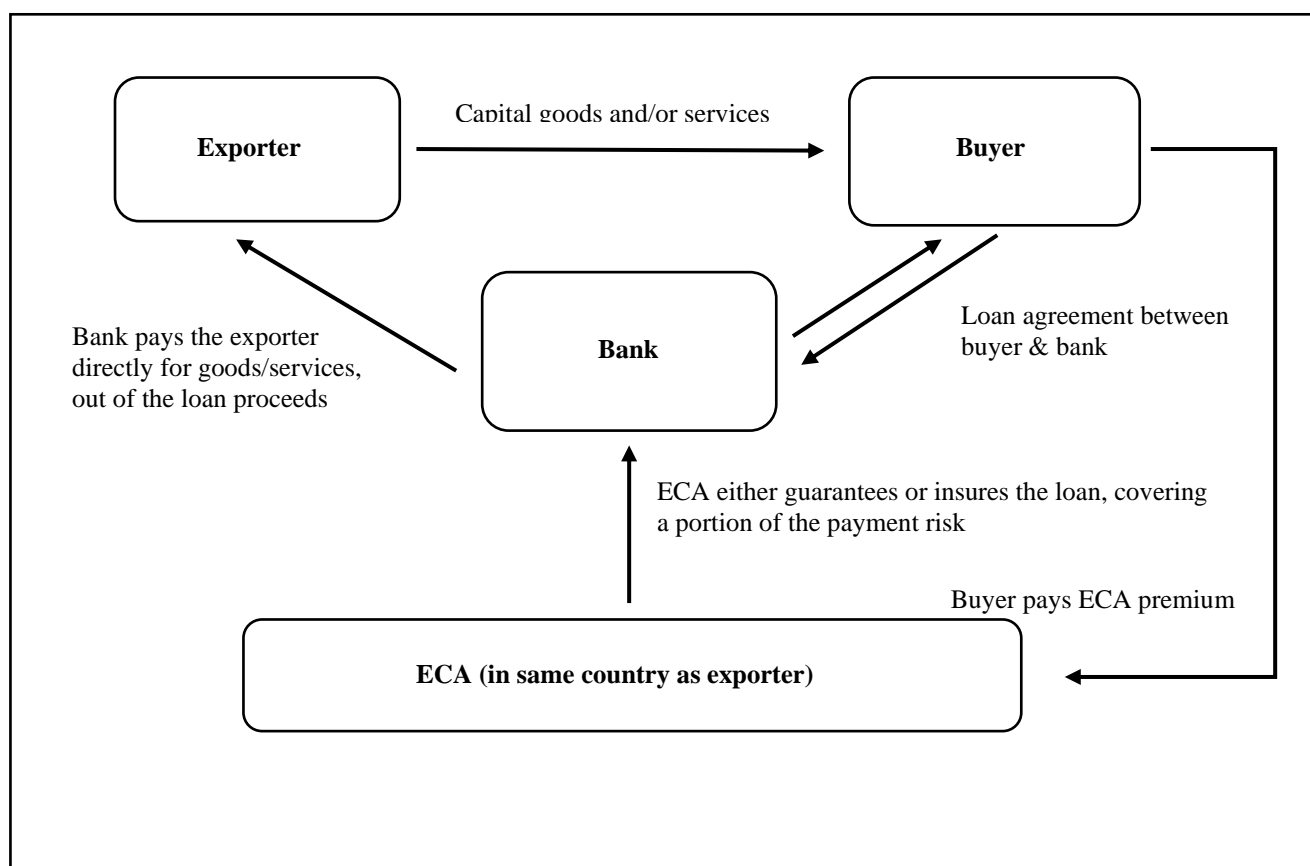 Capital goods and/or services
Exporter
Buyer
Bank pays the exporter
directly for goods/services,
out of the loan proceeds
Bank
Loan agreement between
buyer & bank
ECA either guarantees or insures the loan, covering
a portion of the payment risk
Buyer pays ECA premium
ECA (in same country as exporter)